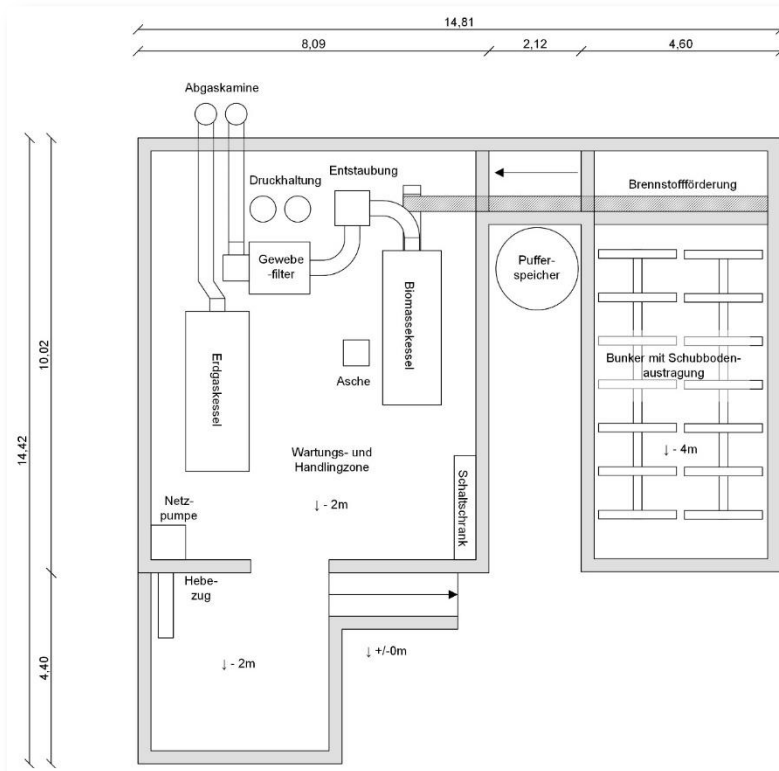 14,81
8,09
2,12
4,60
Abgaskamine
Druckhaltung
Entstaubung
Brennstoffförderung
Gewebe
-filter
Puffer-
speicher
Biomassekessel
Erdgaskessel
Asche
Bunker mit Schubboden-
austragung
↓ - 4m
10,02
14,42
Wartungs- und
Handlingzone
↓ - 2m
Schaltschrank
Netz-
pumpe
Hebe-
zug
↓ - 2m
↓ +/-0m
4,40